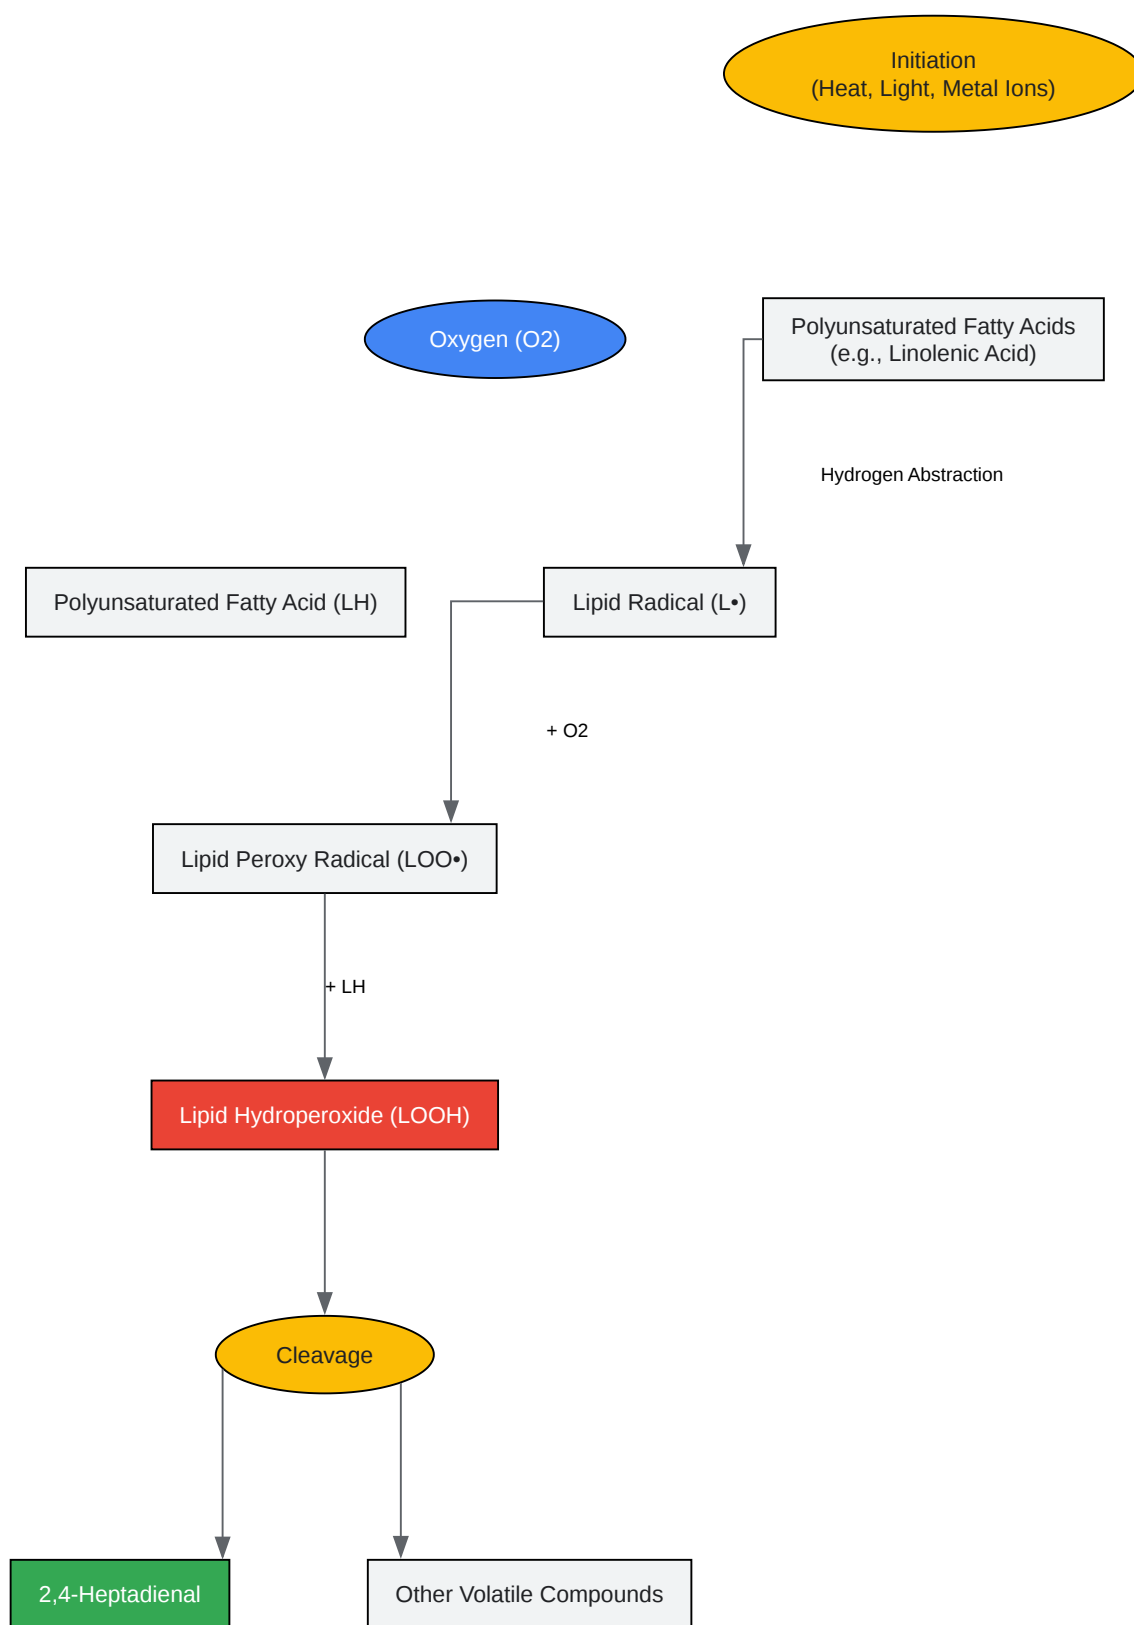 Initiation
(Heat, Light, Metal Ions)
Oxygen (O2)
Polyunsaturated Fatty Acids
(e.g., Linolenic Acid)
Hydrogen Abstraction
Polyunsaturated Fatty Acid (LH)
Lipid Radical (L•)
+ O2
Lipid Peroxy Radical (LOO•)
+ LH
Lipid Hydroperoxide (LOOH)
Cleavage
2,4-Heptadienal
Other Volatile Compounds